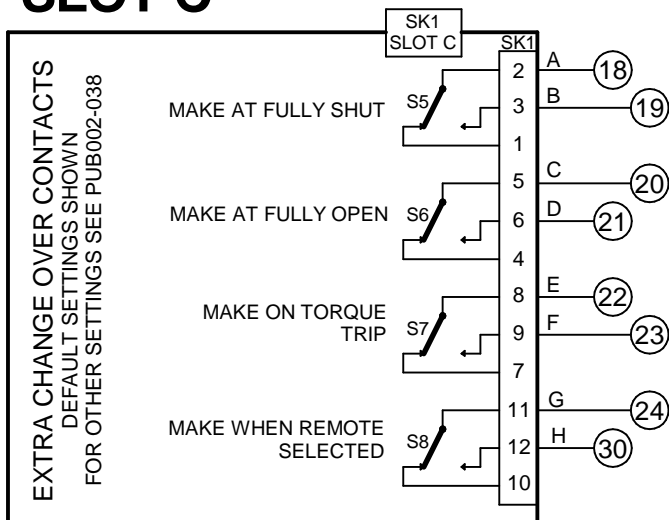 SLOT C
SK1
SLOT C
SK1
EXTRA CHANGE OVER CONTACTS
DEFAULT SETTINGS SHOWN
FOR OTHER SETTINGS SEE PUB002-038
MAKE AT FULLY SHUT
S5
2 A 18
3 B 19
1
MAKE AT FULLY OPEN
S6
5 C 20
6 D 21
4
MAKE ON TORQUE
TRIP
S7
8 E 22
9 F 23
7
MAKE WHEN REMOTE
SELECTED
S8
11 G 24
12 H 30
10